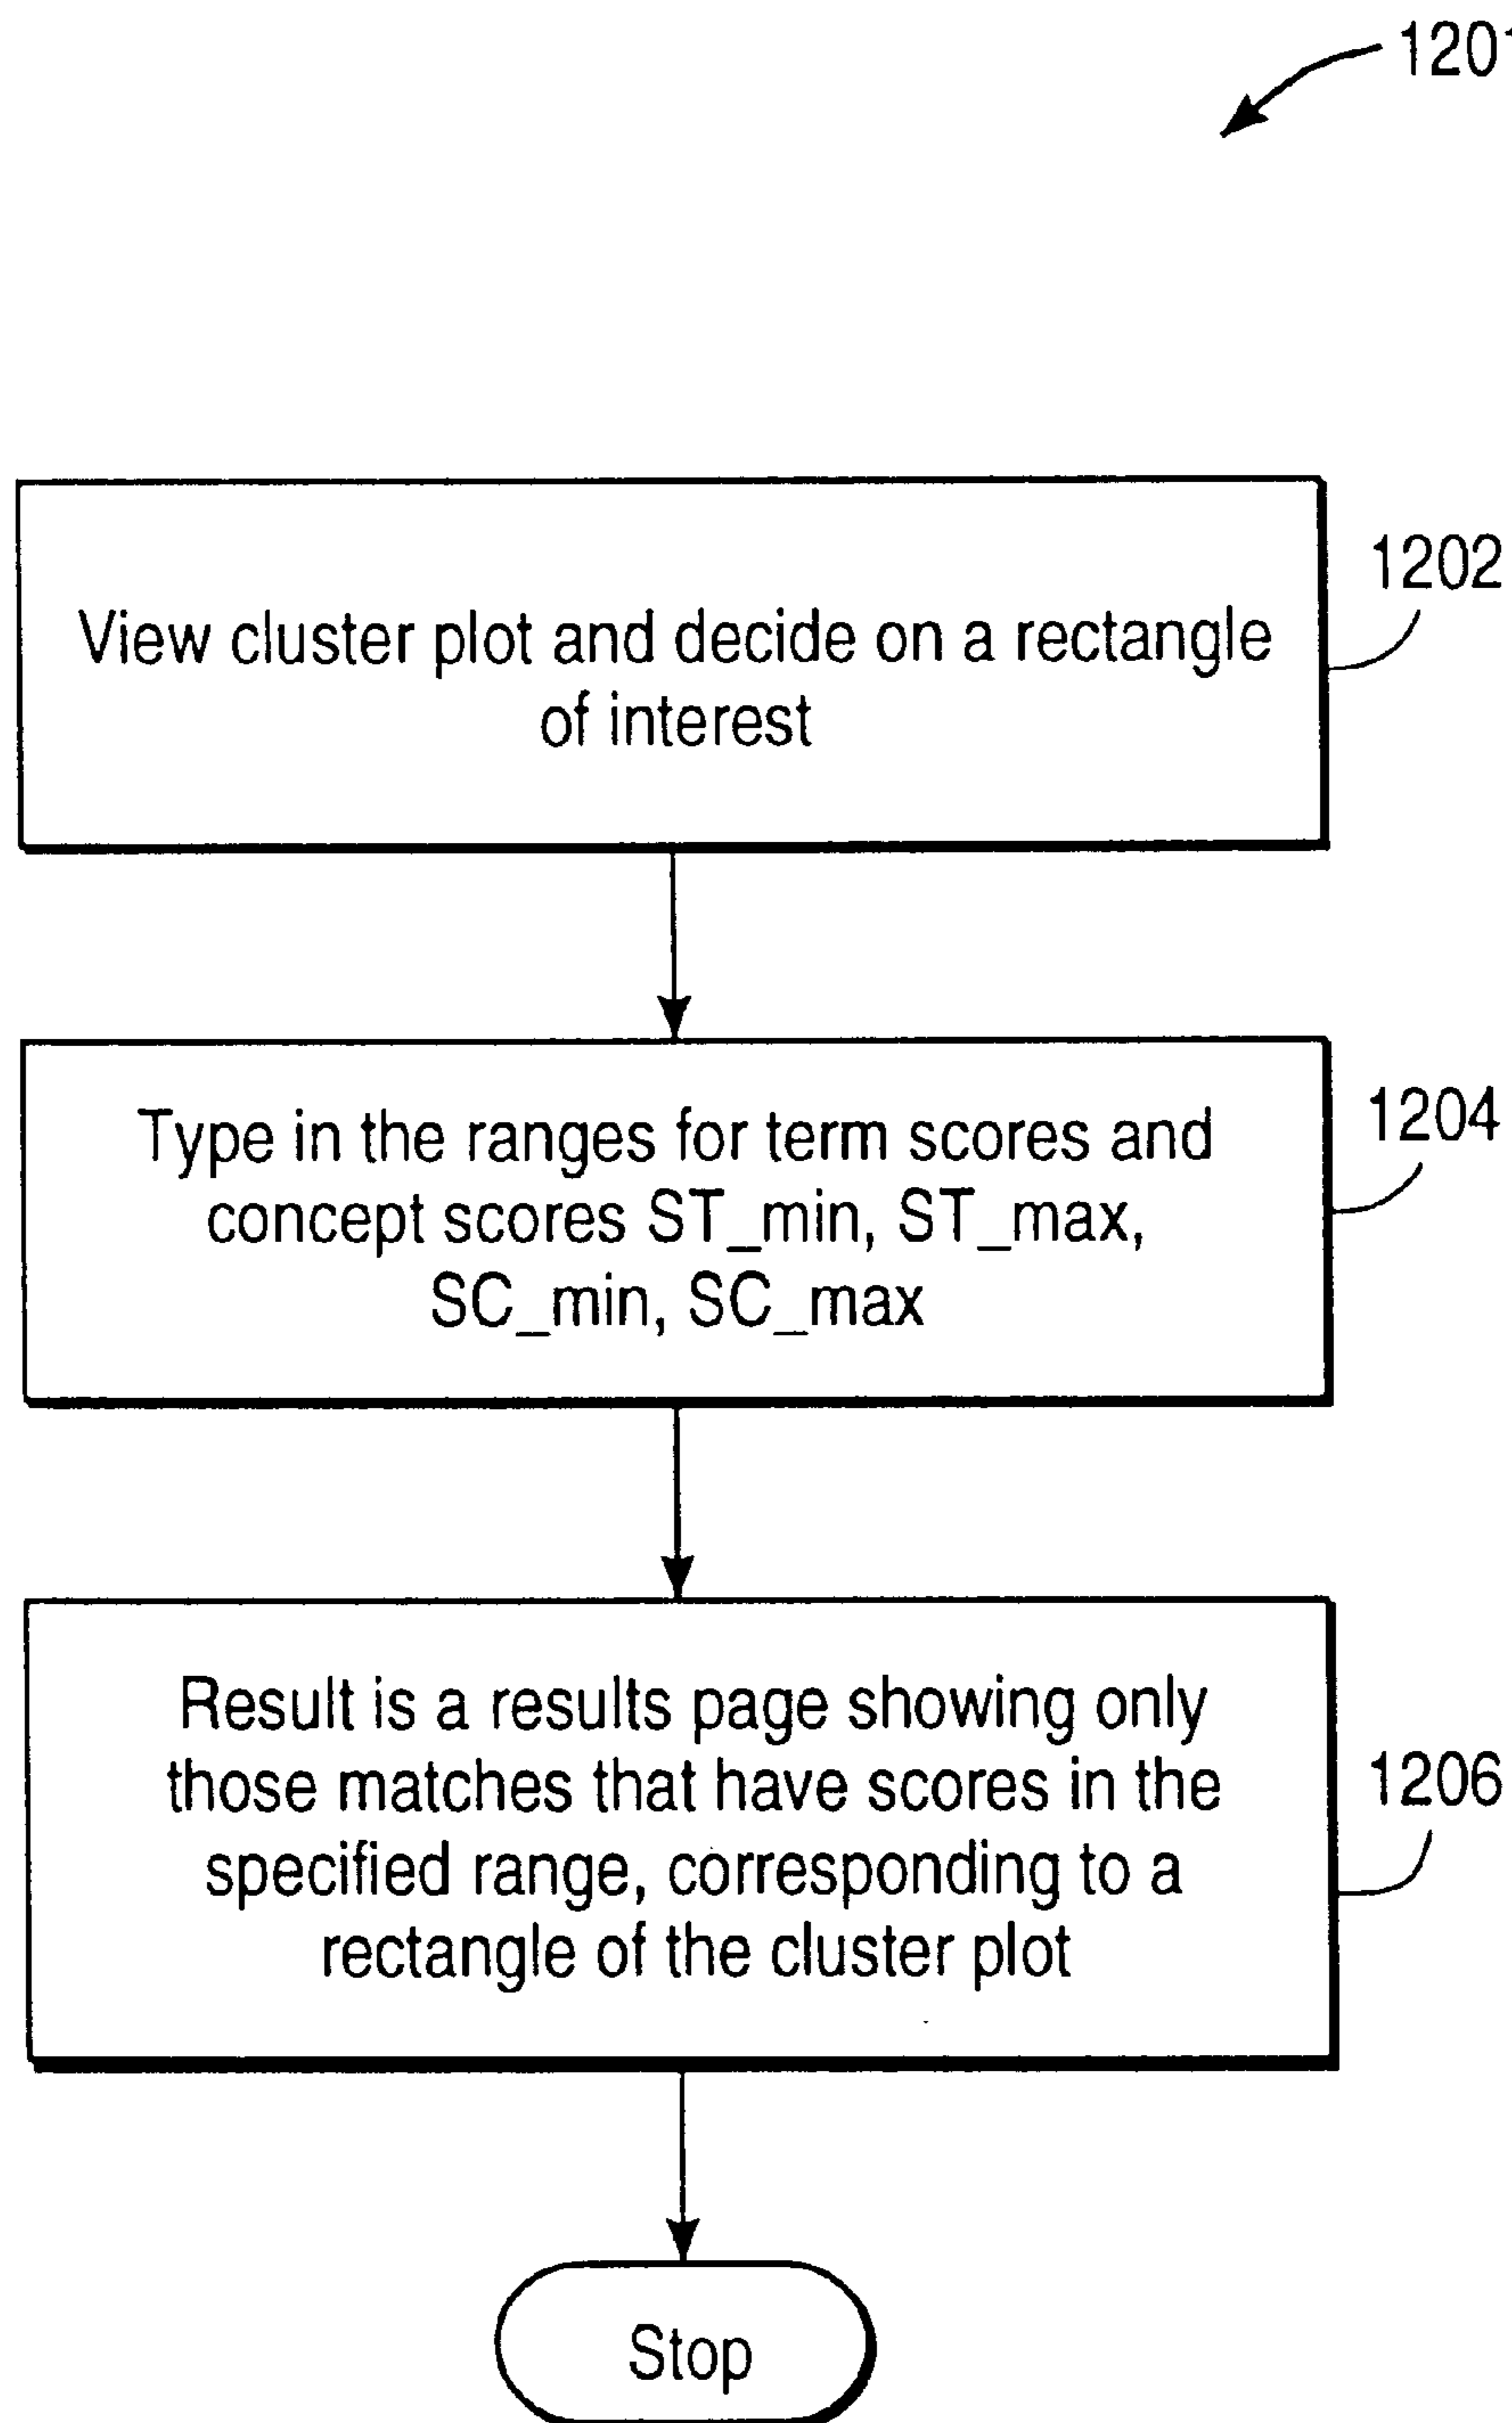 1201
1202
View cluster plot and decide on a rectangle
of interest
1204
Type in the ranges for term scores and
concept scores ST_min, ST_max,
SC_min, SC_max
Result is a results page showing only
those matches that have scores in the
1206
specified range, corresponding to a
rectangle of the cluster plot
Stop